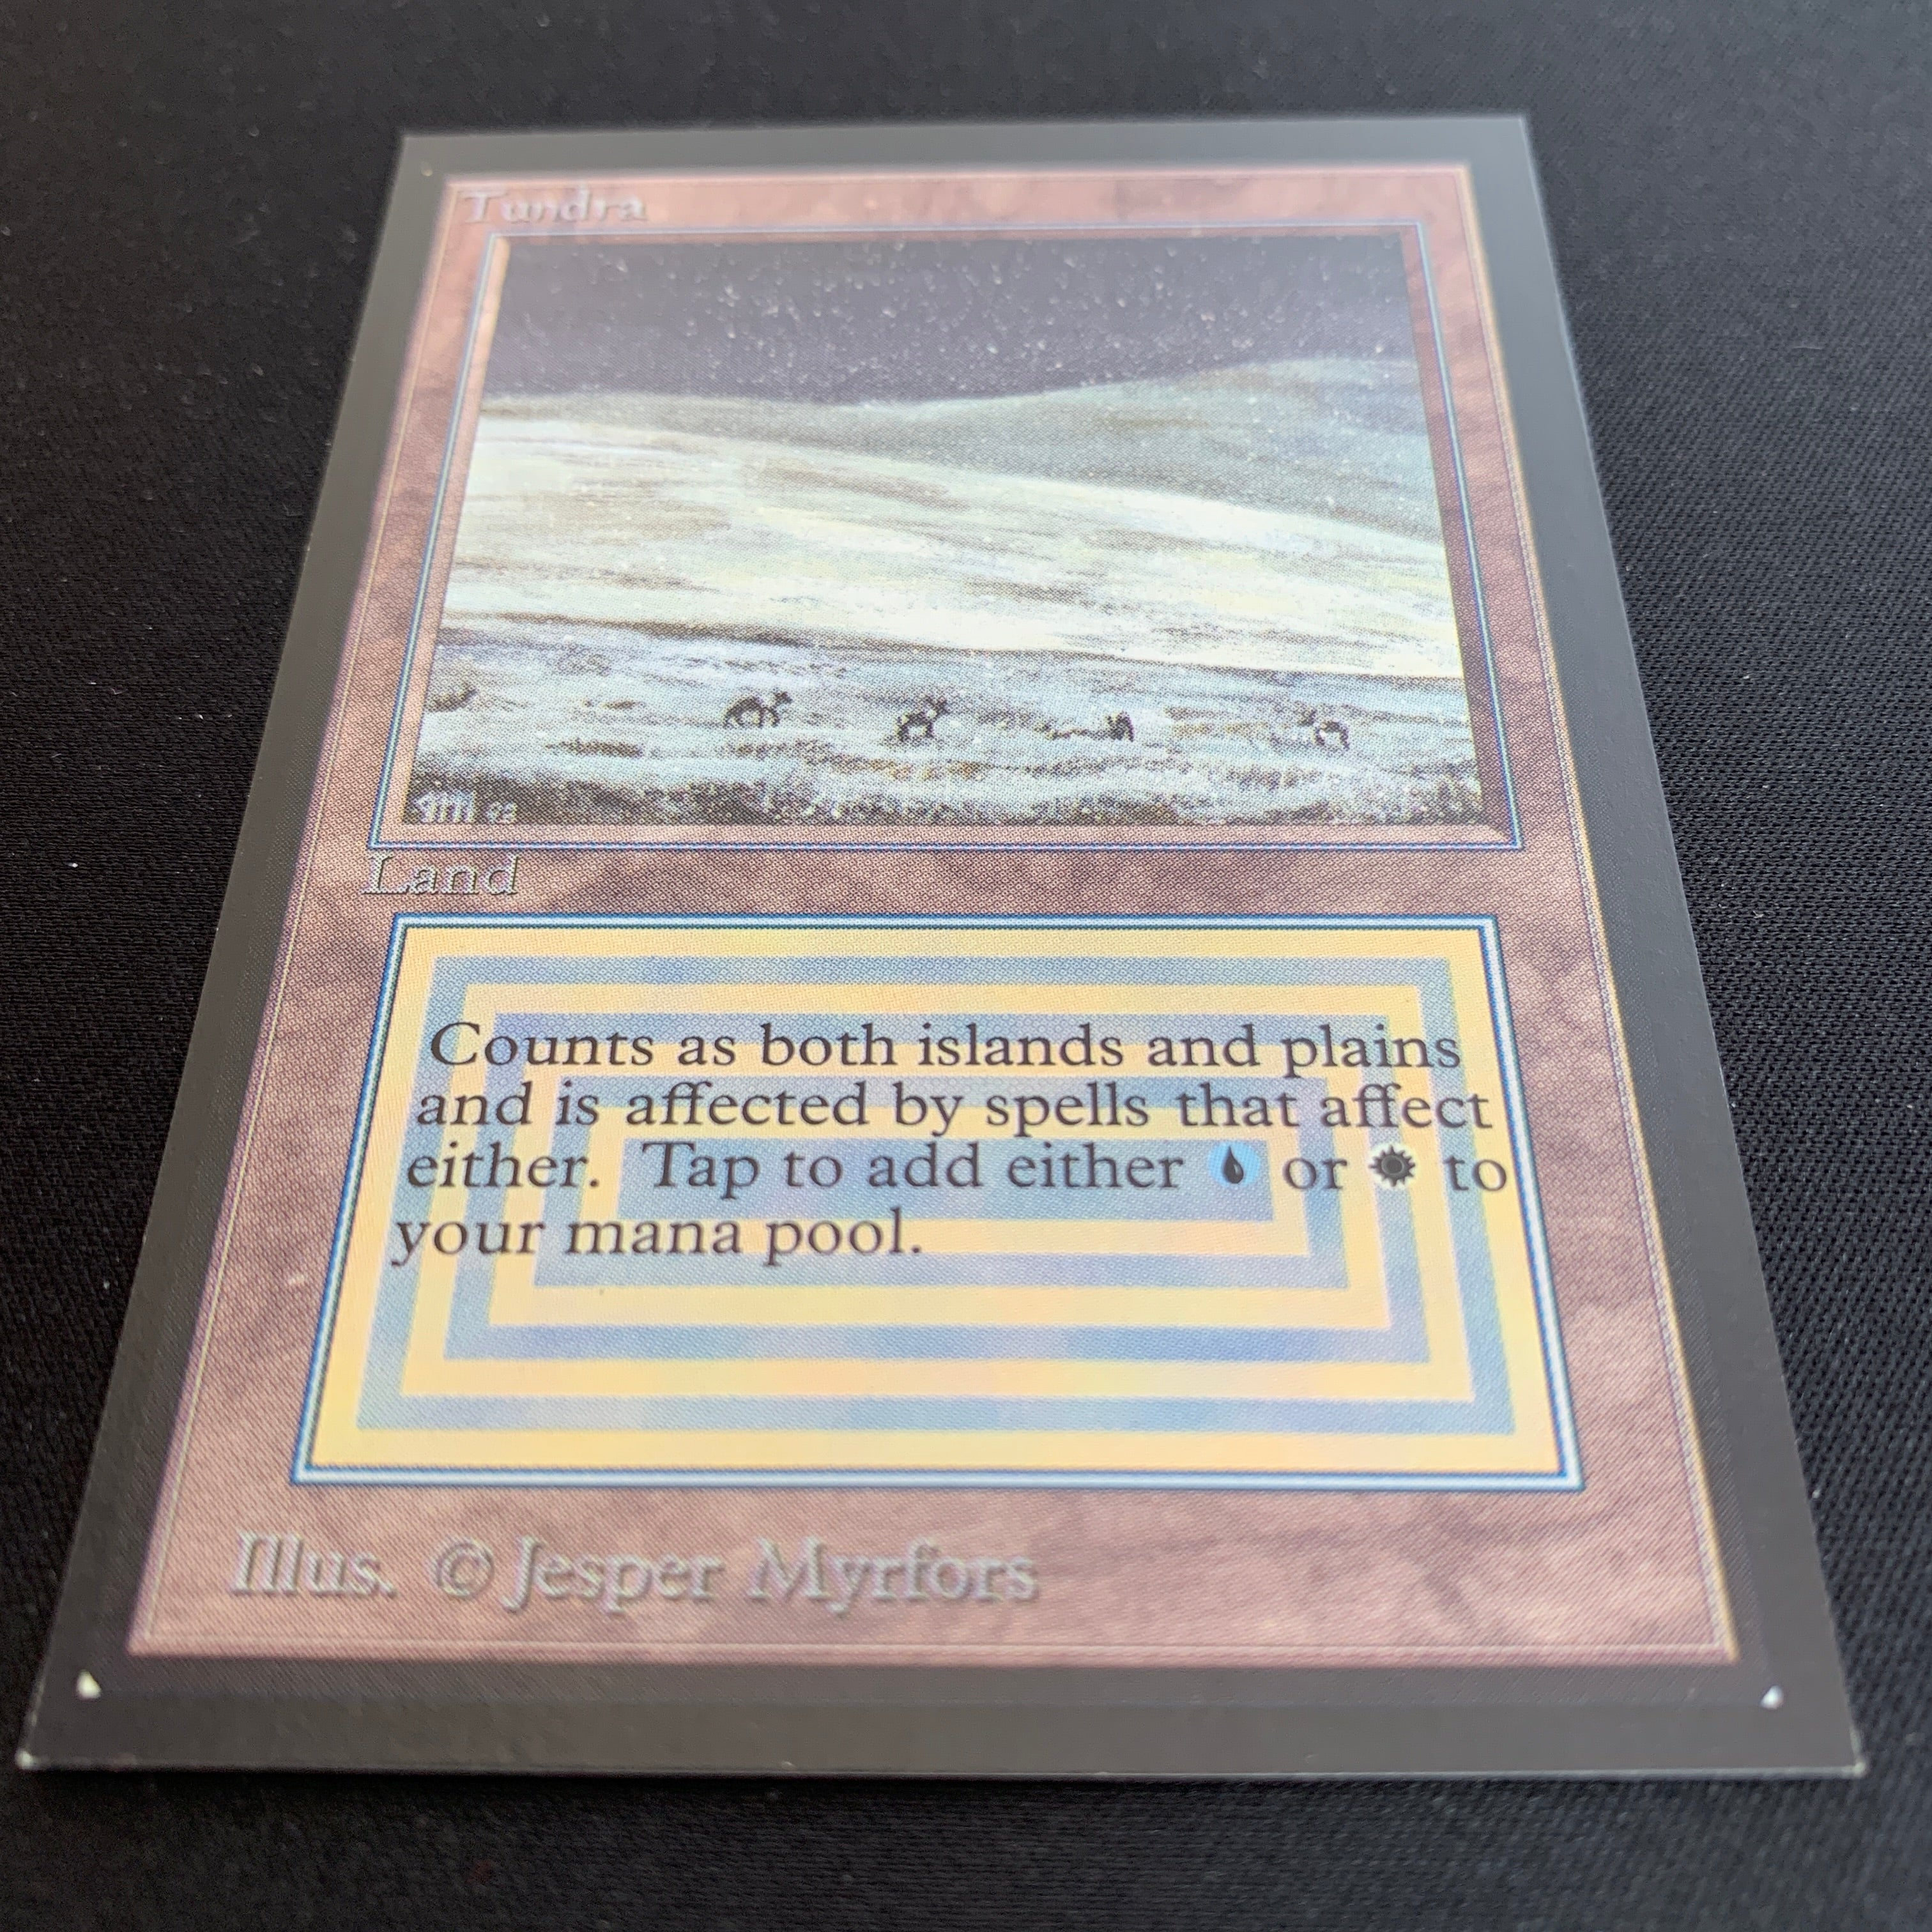 Tundra
Land
Counts as both islands and plains
and is affected by spells that affect
either. Tap to add either or to
your mana pool.
Illus. © Jesper Myrfors